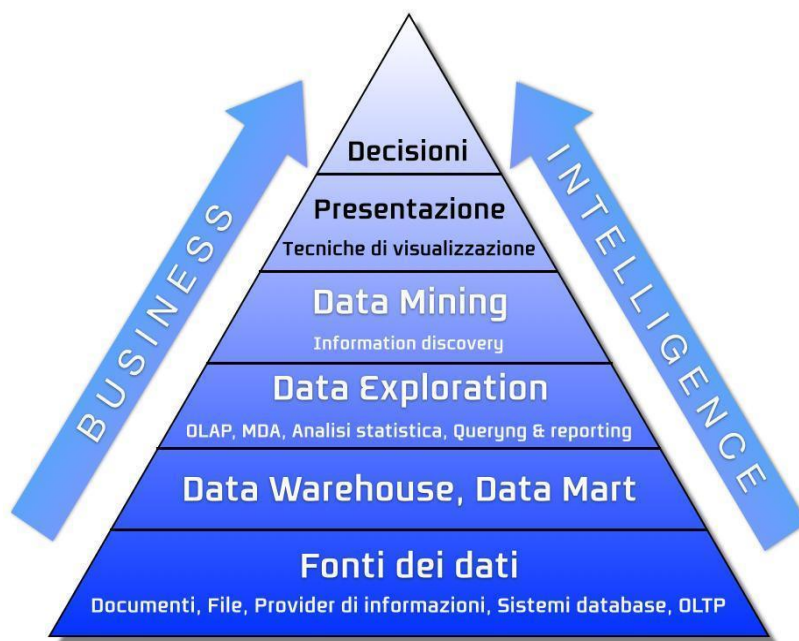 BUSINESS
INTELLIGENCE
Decisioni
Presentazione
Tecniche di visualizzazione
Data Mining
Information discovery
Data Exploration
OLAP, MDA, Analisi statistica, Queryng & reporting
Data Warehouse, Data Mart
Fonti dei dati
Documenti, File, Provider di informazioni, Sistemi database, OLTP